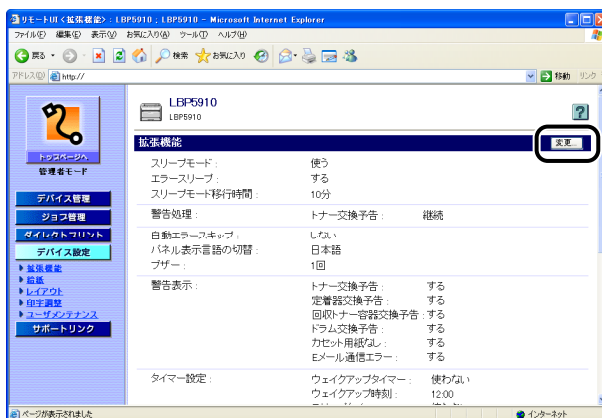 リモートUI<拡張機能> : LBP5910 ; LBP5910 - Microsoft Internet Explorer
ファイル(F) 編集(E) 表示(V) お気に入り(A) ツール(T) ヘルプ(H)
戻る 検索 お気に入り
アドレス(D) http:// 移動 リンク
トップページへ
管理者モード
デバイス管理
ジョブ管理
ダイレクトプリント
デバイス設定
拡張機能
給紙
レイアウト
印字調整
ユーザメンテナンス
サポートリンク
LBP5910
LBP5910
拡張機能 変更...
スリープモード : 使う
エラースリープ : する
スリープモード移行時間 : 10分
警告処理 : トナー交換予告 : 継続
自動エラースキップ : しない
パネル表示言語の切替 : 日本語
ブザー : 1回
警告表示 : トナー交換予告 : する
定着器交換予告 : する
回収トナー容器交換予告 : する
ドラム交換予告 : する
カセット用紙なし : する
Eメール通信エラー : する
タイマー設定 : ウェイクアップタイマー : 使わない
ウェイクアップ時刻 : 12:00
ページが表示されました インターネット